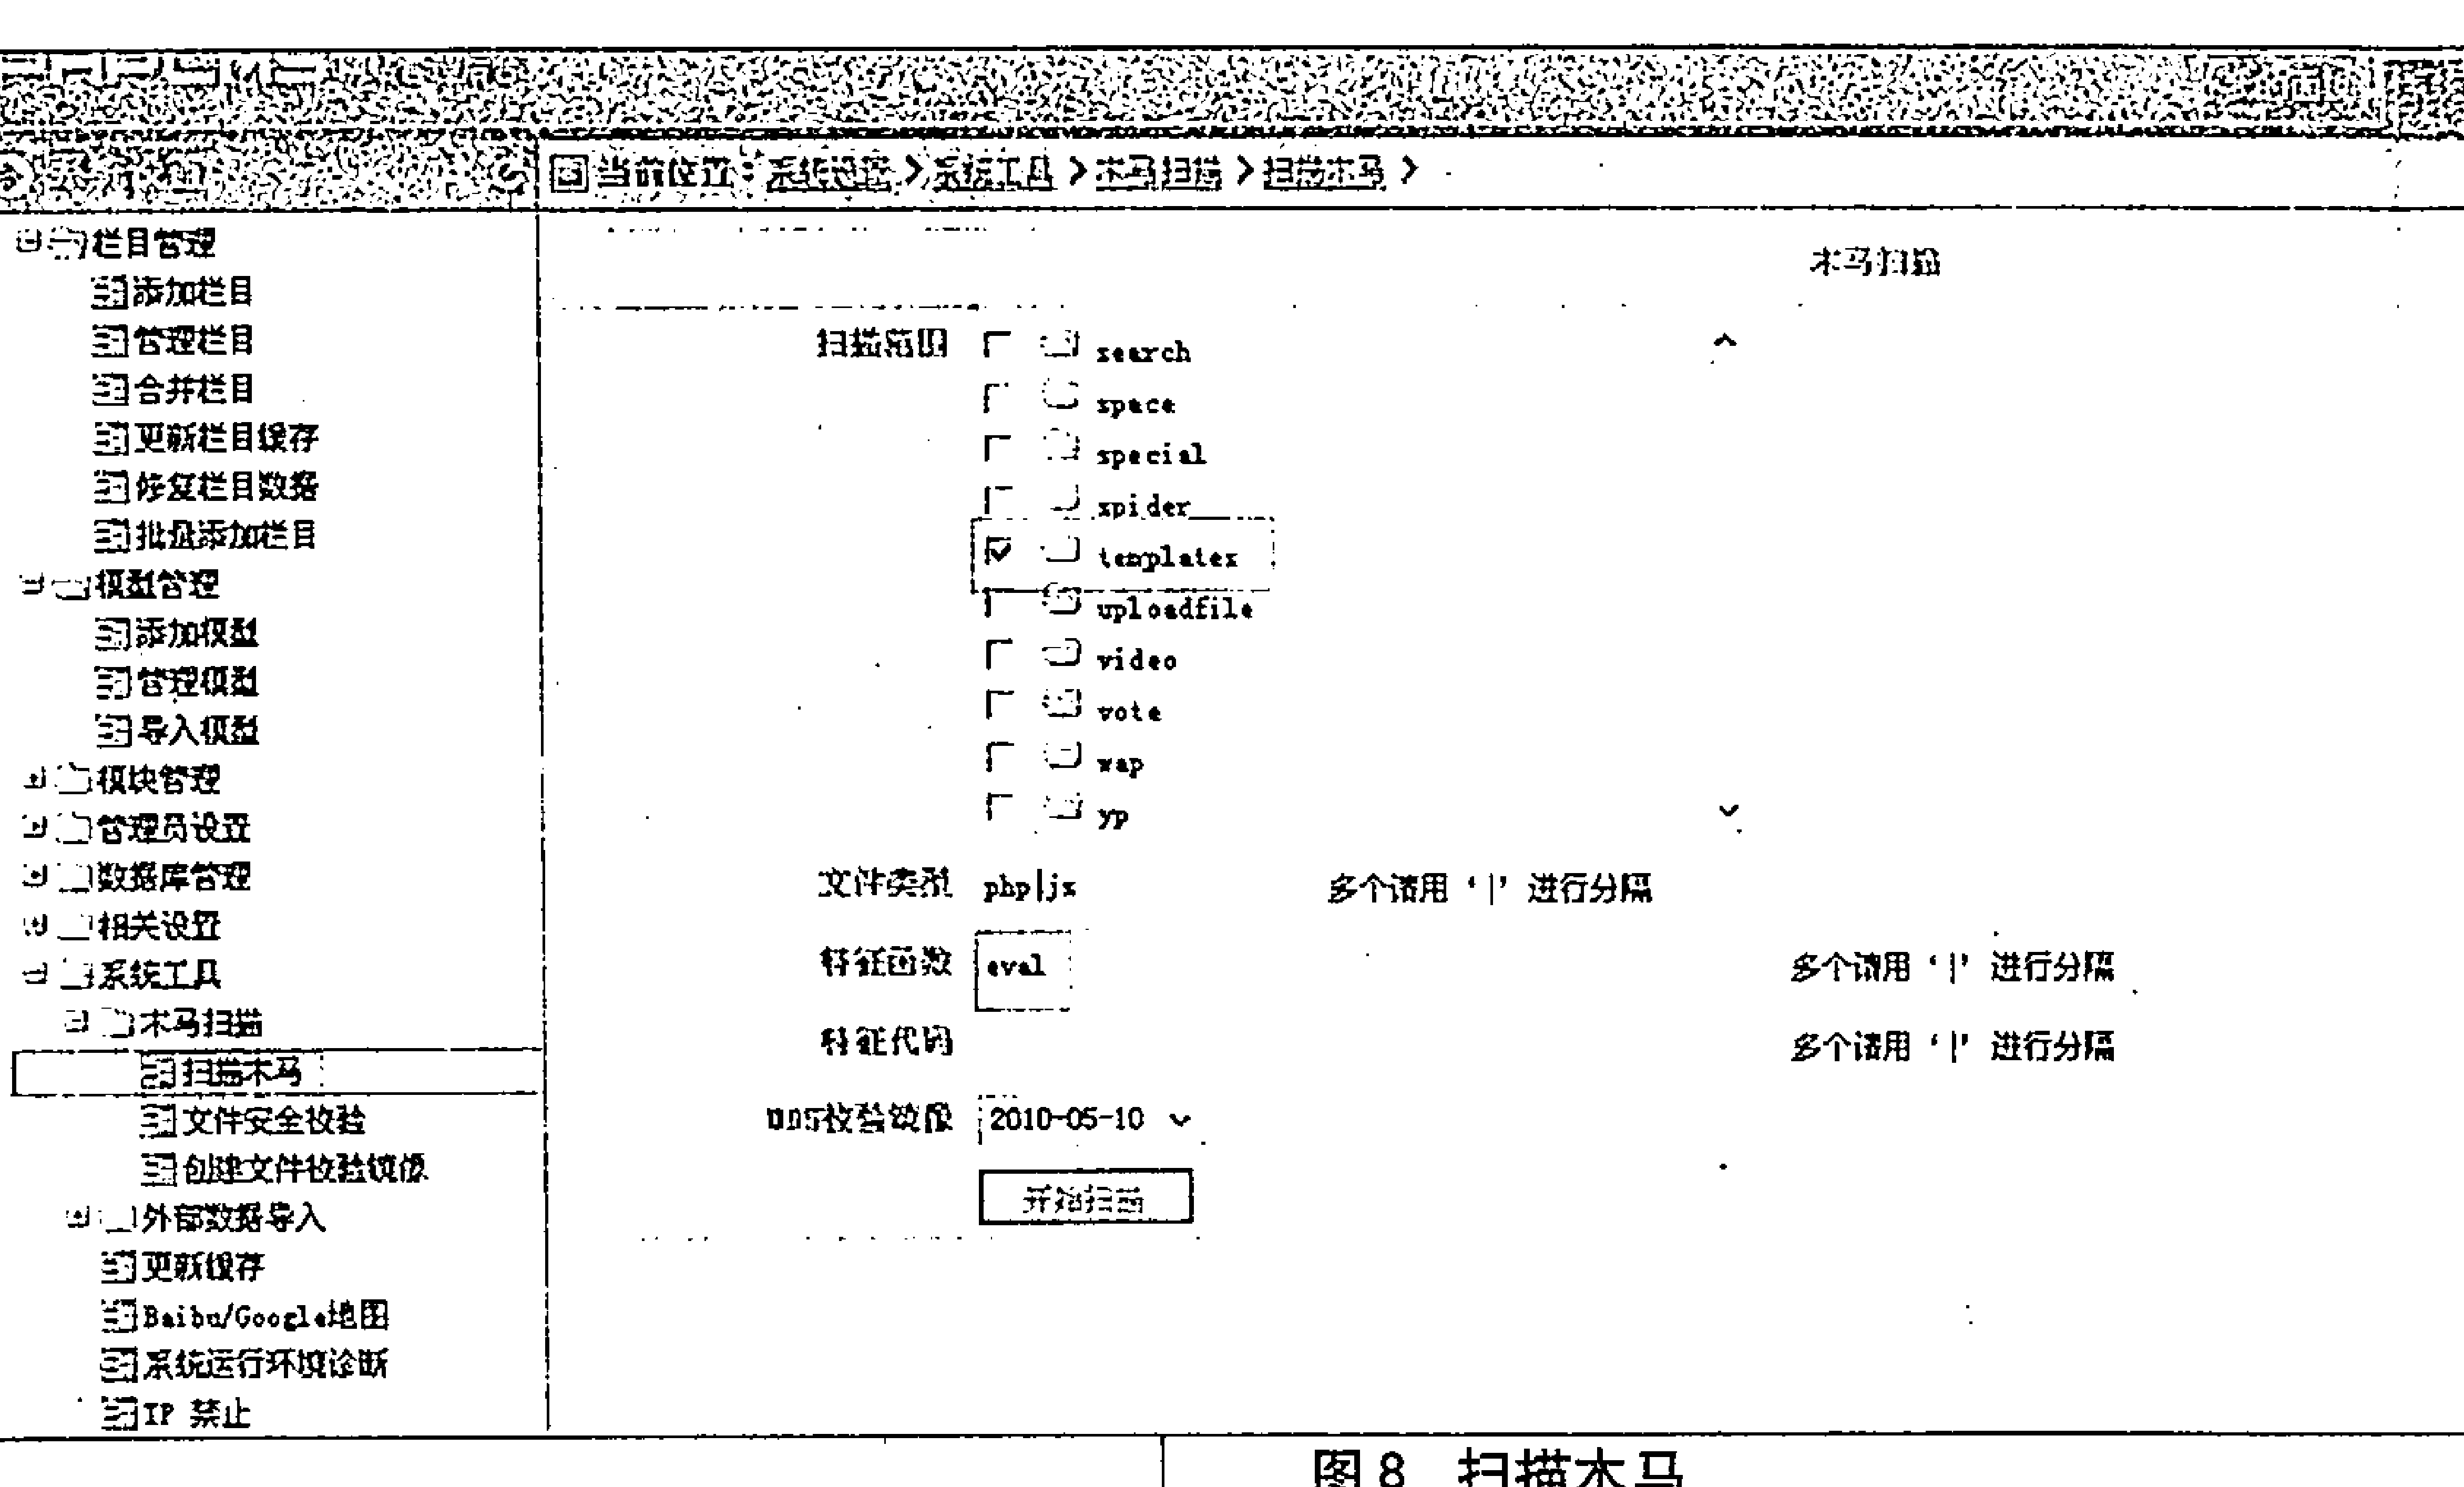 当前位置：系统设置 > 系统工具 > 木马扫描 > 扫描木马 >
栏目管理
添加栏目
管理栏目
合并栏目
更新栏目缓存
修复栏目数据
批量添加栏目
模型管理
添加模型
管理模型
导入模型
模块管理
管理员设置
数据库管理
相关设置
系统工具
木马扫描
扫描木马
文件安全校验
创建文件校验镜像
外部数据导入
更新缓存
Baibu/Google地图
系统运行环境诊断
IP 禁止
木马扫描
扫描范围
search
space
special
spider
templates
uploadfile
video
vote
wap
yp
文件类型 php|js 多个请用‘|’进行分隔
特征函数 eval 多个请用‘|’进行分隔
特征代码 多个请用‘|’进行分隔
MD5校验镜像 2010-05-10
开始扫描
图 8 扫描木马